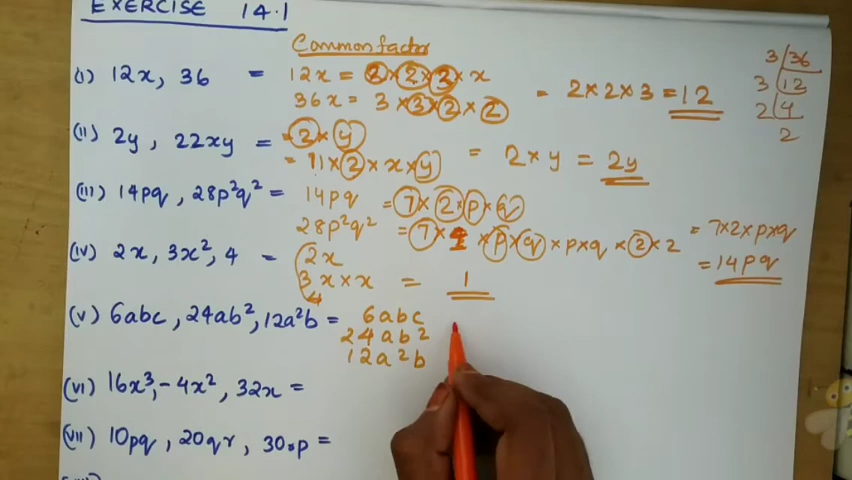 EXERCISE 14.1
Common factor
(i) 12x, 36 = 12x = 2×2×3×x
36x = 3×3×2×2
= 2×2×3 = 12
3 36
3 12
2 4
2
(ii) 2y, 22xy = 2×y
= 11×2×x×y
= 2×y = 2y
(iii) 14pq, 28p²q² = 14pq = 7×2×p×q
28p²q² = 7× ×p×q×p×q×2×2
= 7×2×p×q
= 14pq
(iv) 2x, 3x², 4 = 2x
3x×x = 1
4
(v) 6abc, 24ab², 12a²b = 6abc
24ab²
12a²b
(vi) 16x³, -4x², 32x =
(vii) 10pq, 20qr, 30rp =